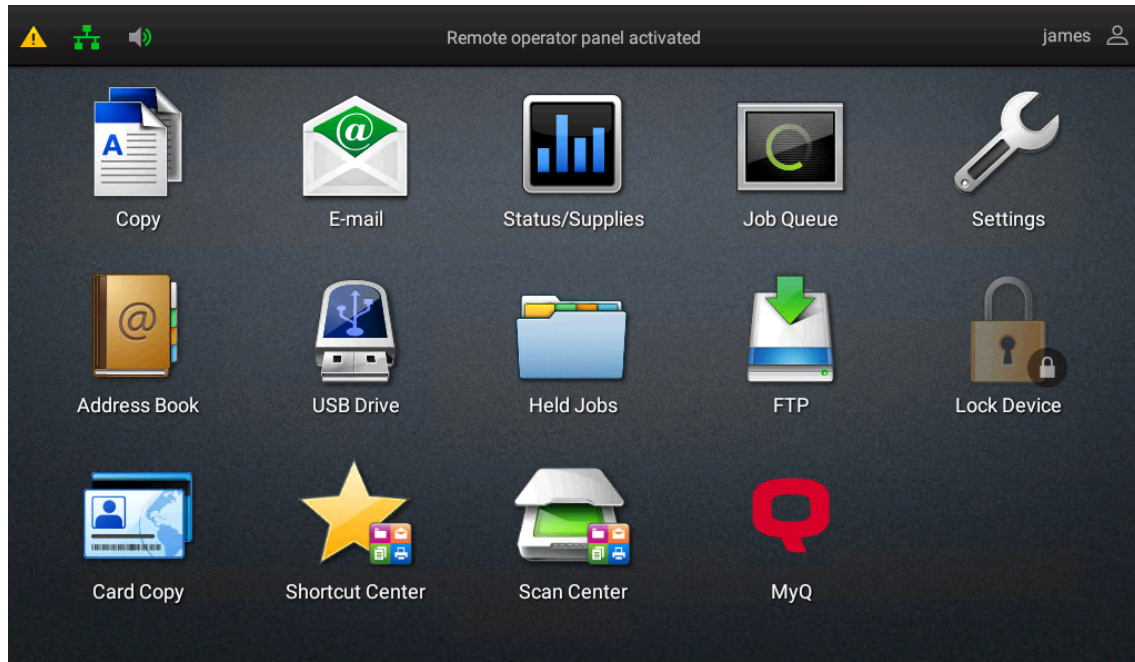 Remote operator panel activated
james
Copy
E-mail
Status/Supplies
Job Queue
Settings
Address Book
USB Drive
Held Jobs
FTP
Lock Device
Card Copy
Shortcut Center
Scan Center
MyQ